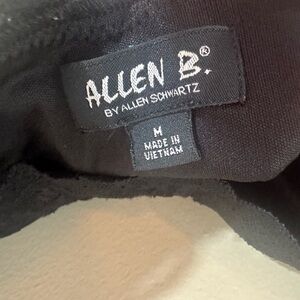 ALLEN B.®
BY ALLEN SCHWARTZ
M
MADE IN
VIETNAM